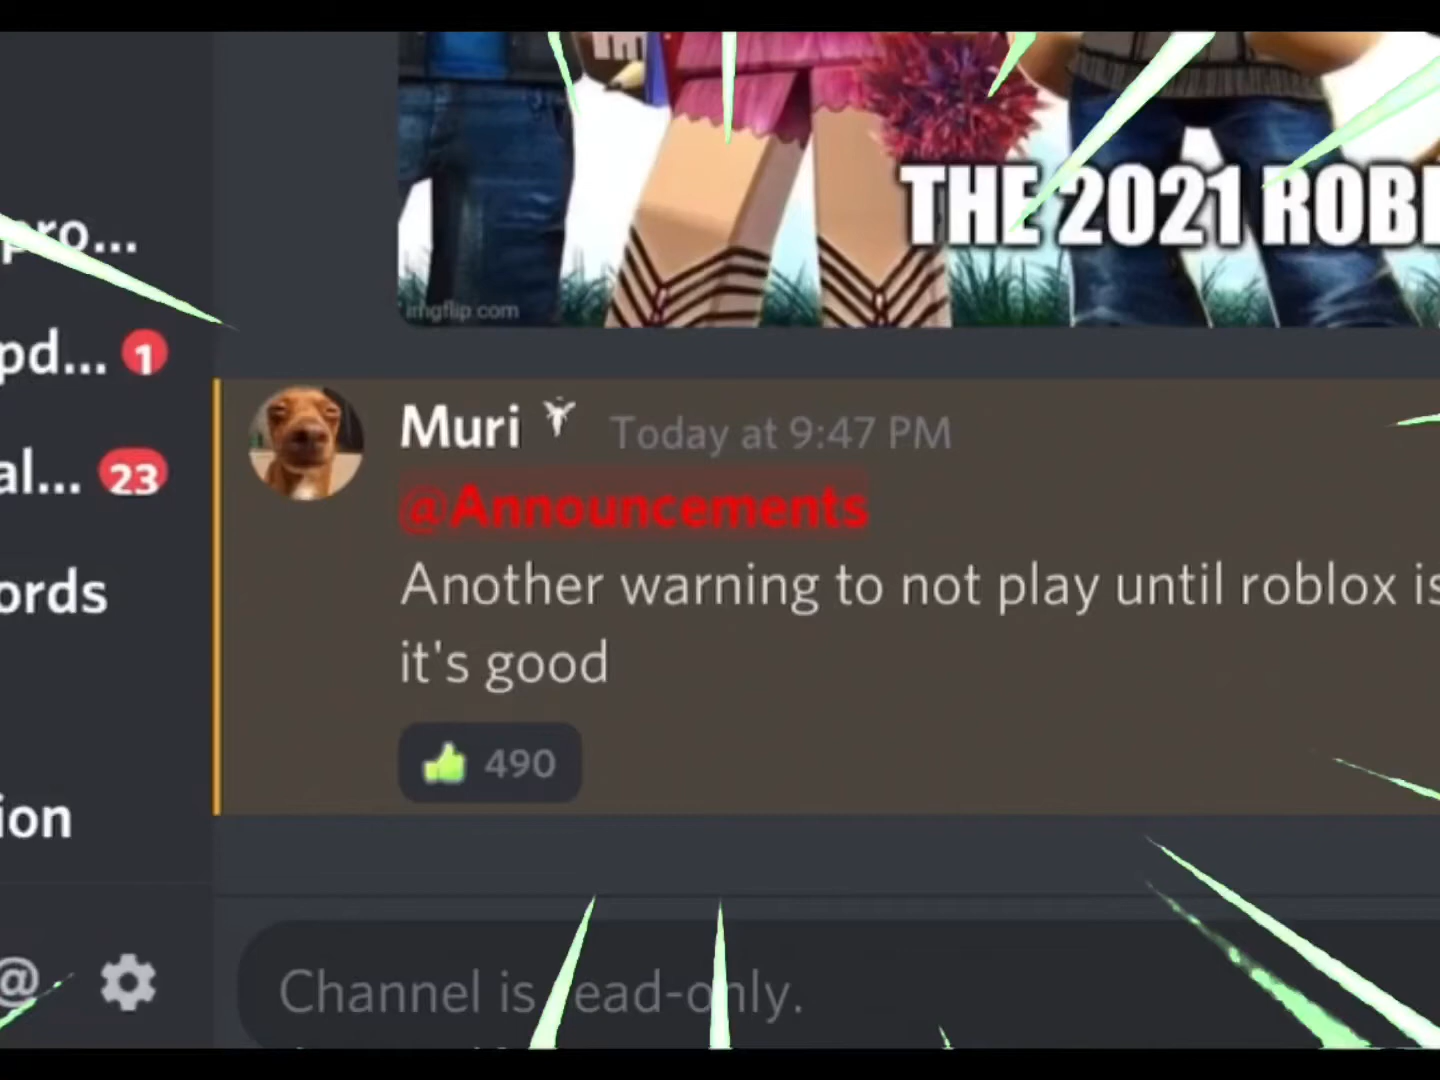 THE 2021
imgflip.com
pro...
pd... 1
al... 23
ords
ion
Muri Today at 9:47 PM
@Announcements
Another warning to not play until roblox is
it's good
490
@
Channel is read-only.